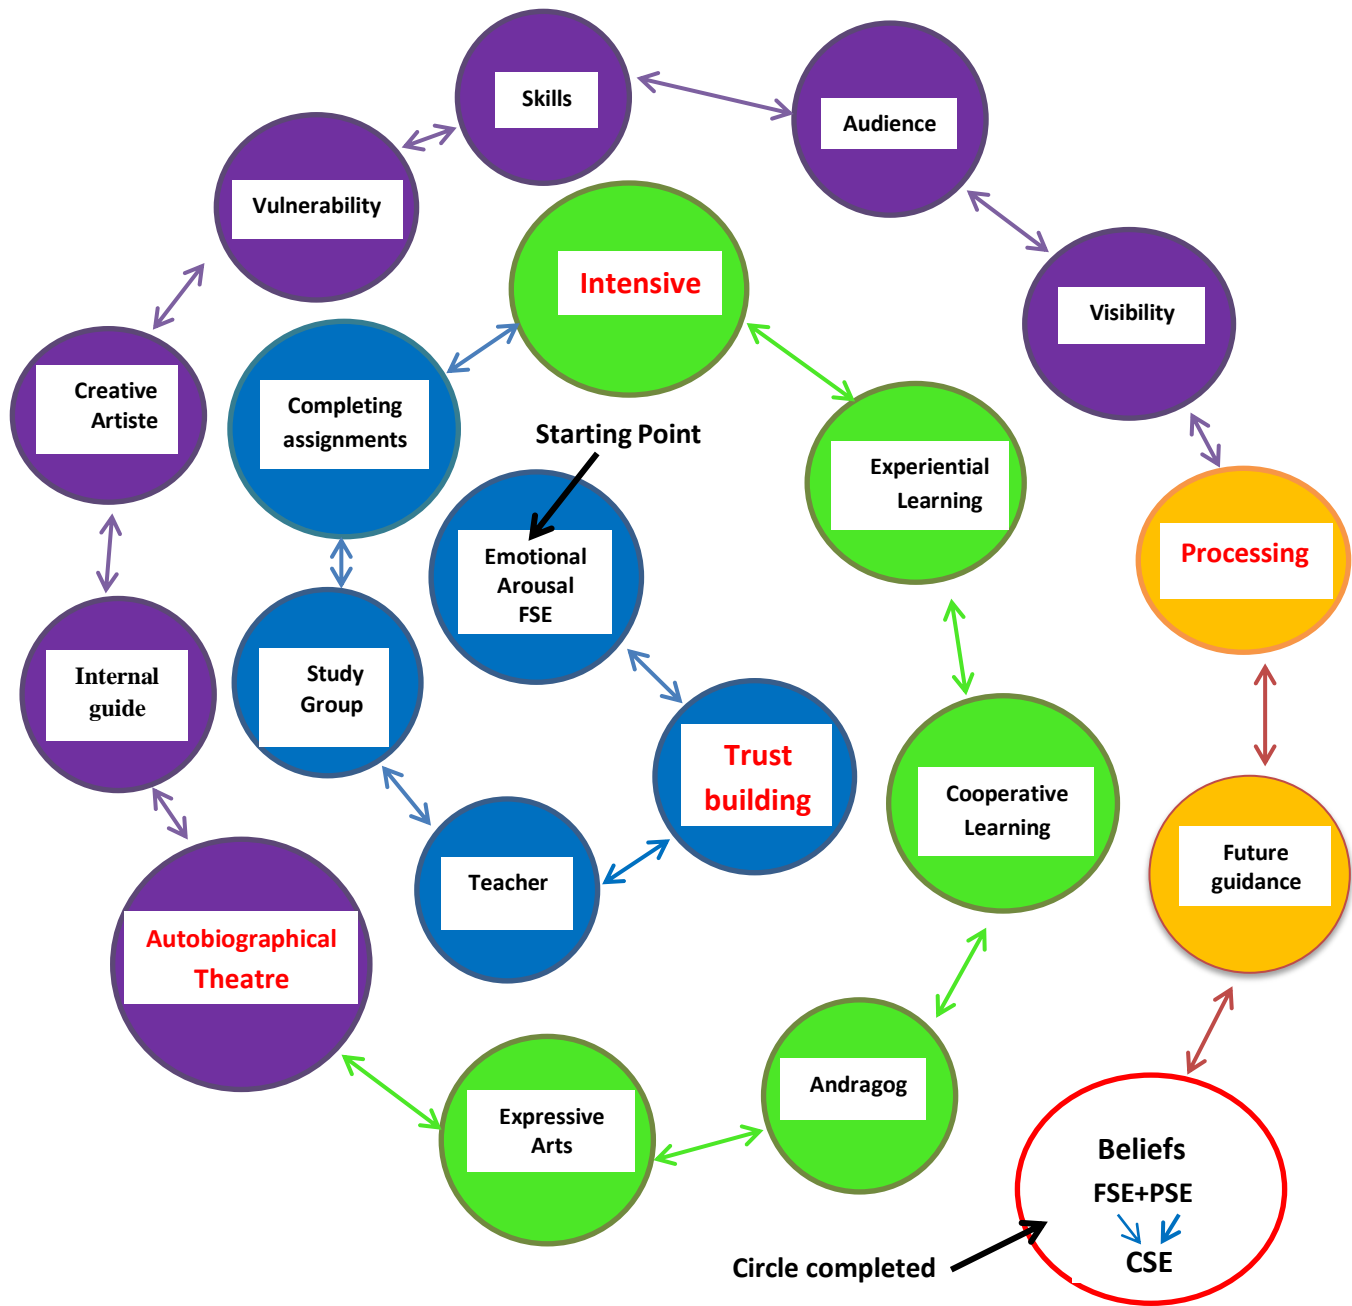 Skills
Audience
Vulnerability
Intensive
Visibility
Creative
Artiste
Completing
assignments
Starting Point
Experiential
Learning
Emotional
Arousal
FSE
Processing
Internal
guide
Study
Group
Trust
building
Cooperative
Learning
Teacher
Future
guidance
Autobiographical
Theatre
Expressive
Arts
Andragog
Beliefs
FSE+PSE
CSE
Circle completed